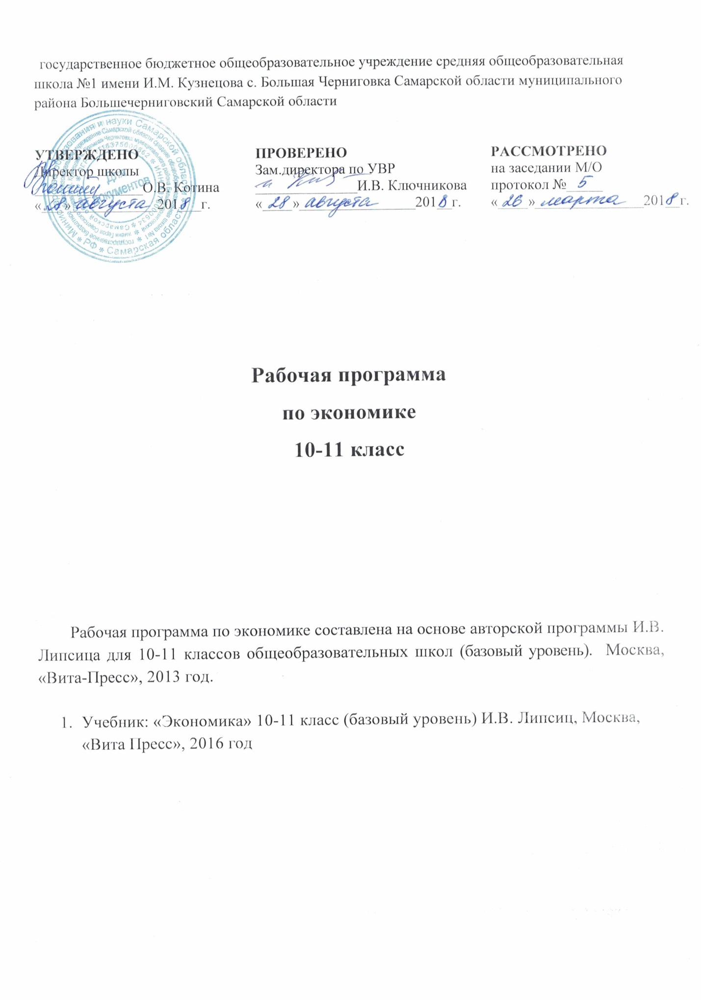 государственное бюджетное общеобразовательное учреждение средняя общеобразовательная
школа №1 имени И.М. Кузнецова с. Большая Черниговка Самарской области муниципального
района Большечерниговский Самарской области
УТВЕРЖДЕНО
Директор школы
____________О.В. Котина
«28» августа 2018 г.
ПРОВЕРЕНО
Зам.директора по УВР
____________И.В. Ключникова
«28» августа 2018 г.
РАССМОТРЕНО
на заседании М/О
протокол № 5
«26» марта 2018 г.
Для
документов
Рабочая программа
по экономике
10-11 класс
Рабочая программа по экономике составлена на основе авторской программы И.В.
Липсица для 10-11 классов общеобразовательных школ (базовый уровень). Москва,
«Вита-Пресс», 2013 год.
1. Учебник: «Экономика» 10-11 класс (базовый уровень) И.В. Липсиц, Москва,
«Вита Пресс», 2016 год